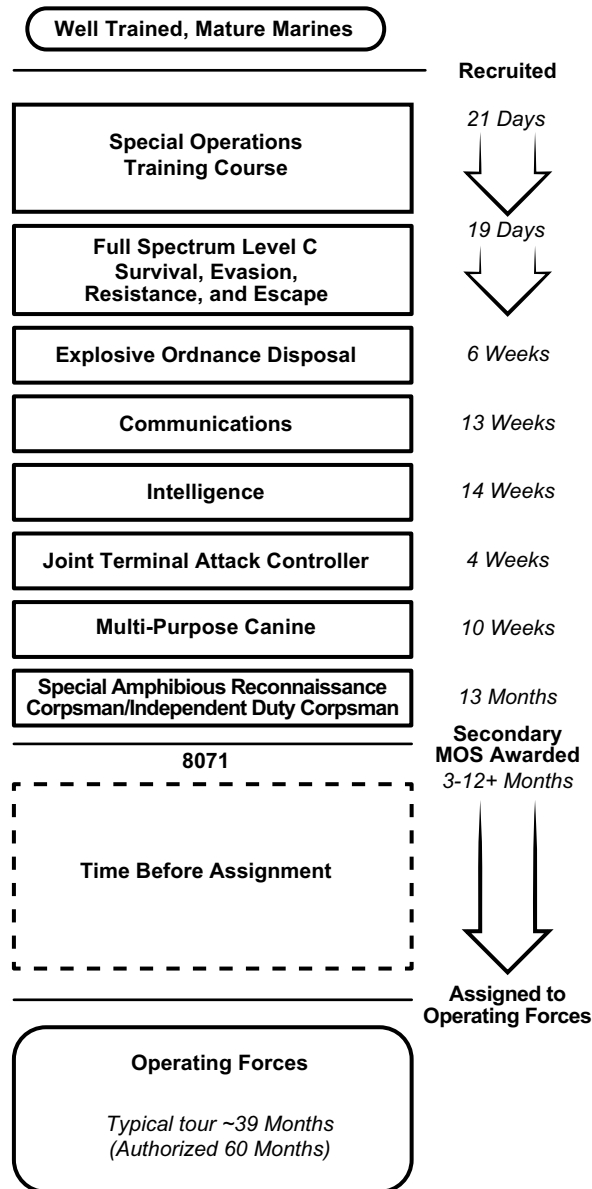 Well Trained, Mature Marines
Recruited
Special Operations
Training Course
21 Days
Full Spectrum Level C
Survival, Evasion,
Resistance, and Escape
19 Days
Explosive Ordnance Disposal
6 Weeks
Communications
13 Weeks
Intelligence
14 Weeks
Joint Terminal Attack Controller
4 Weeks
Multi-Purpose Canine
10 Weeks
Special Amphibious Reconnaissance
Corpsman/Independent Duty Corpsman
13 Months
8071
Secondary
MOS Awarded
3-12+ Months
Time Before Assignment
Assigned to
Operating Forces
Operating Forces
Typical tour ~39 Months
(Authorized 60 Months)